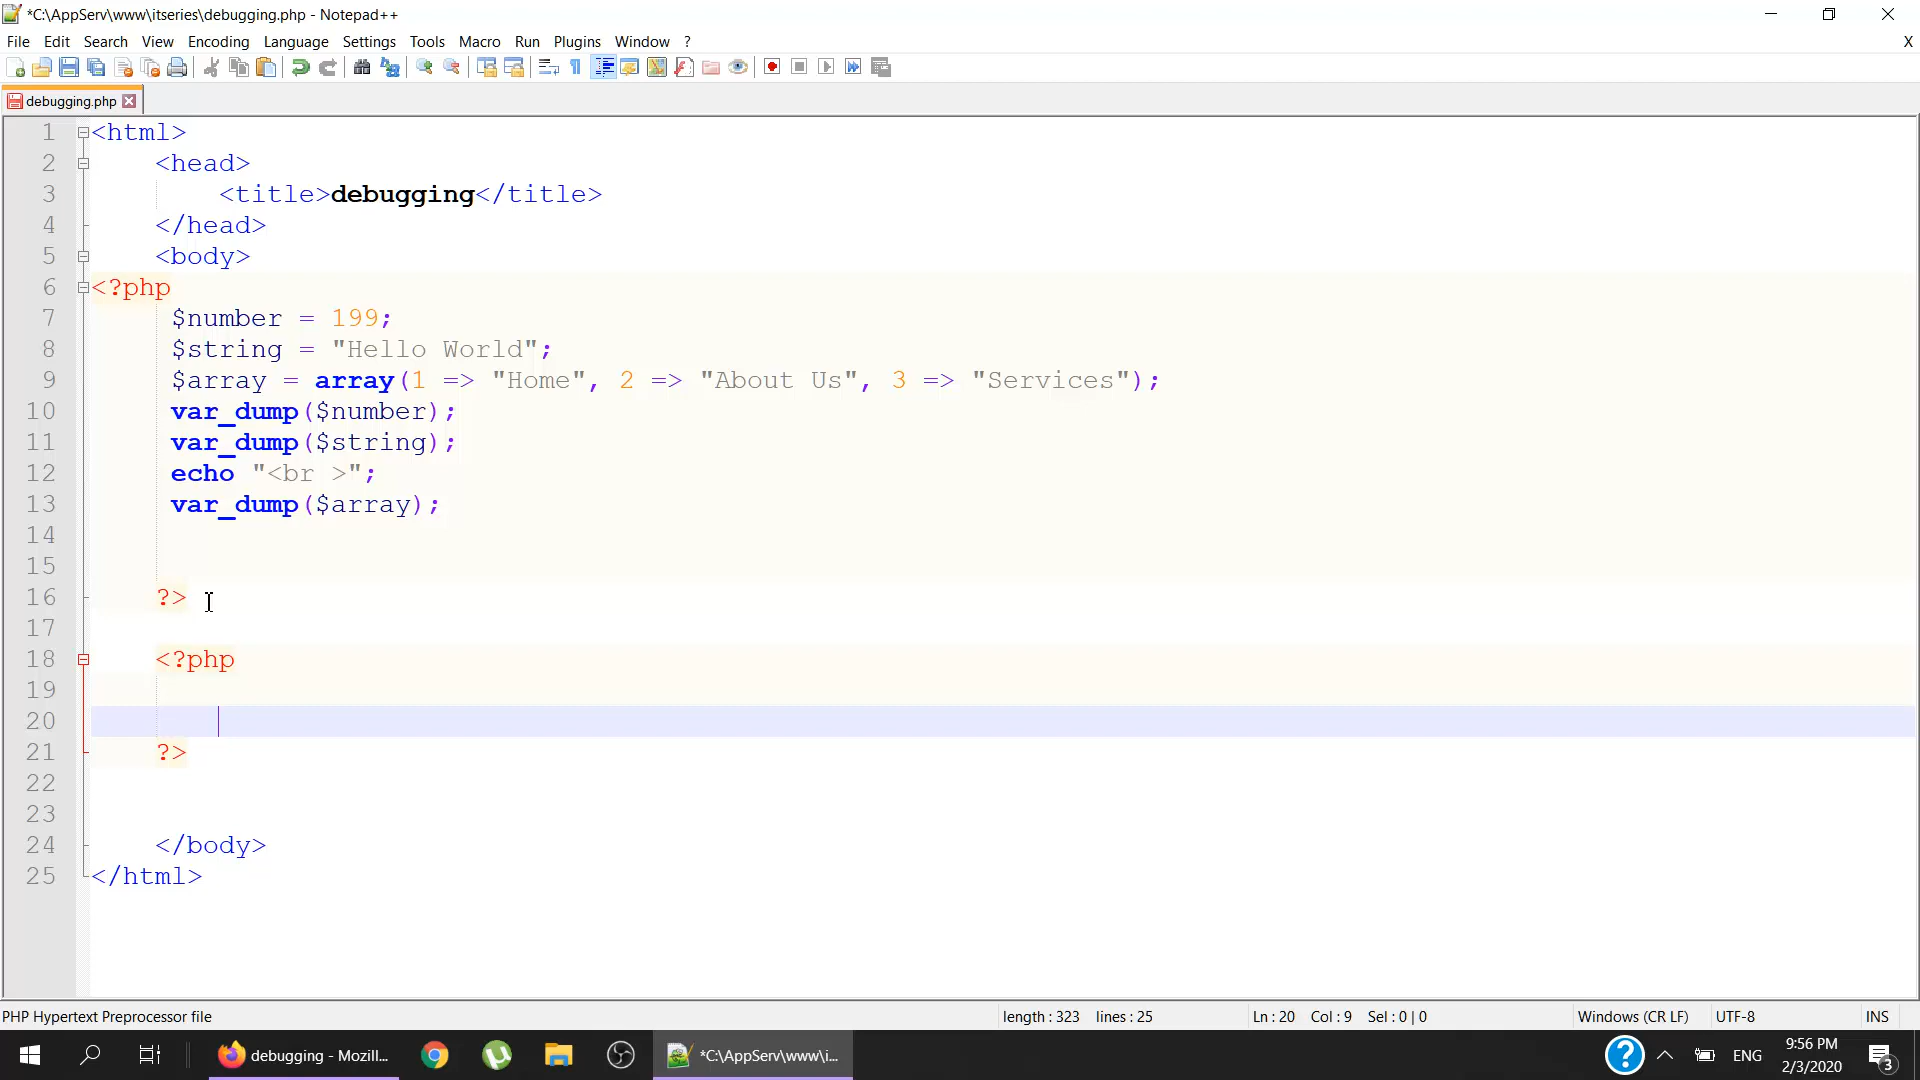 *C:\AppServ\www\itseries\debugging.php - Notepad++
File Edit Search View Encoding Language Settings Tools Macro Run Plugins Window ? X
debugging.php
1 <html>
2 <head>
3 <title>debugging</title>
4 </head>
5 <body>
6 <?php
7 $number = 199;
8 $string = "Hello World";
9 $array = array(1 => "Home", 2 => "About Us", 3 => "Services");
10 var_dump($number);
11 var_dump($string);
12 echo "<br >";
13 var_dump($array);
14
15
16 ?>
17
18 <?php
19
20
21 ?>
22
23
24 </body>
25 </html>
PHP Hypertext Preprocessor file length : 323 lines : 25 Ln : 20 Col : 9 Sel : 0 | 0 Windows (CR LF) UTF-8 INS
debugging - Mozill... *C:\AppServ\www\i... ENG 9:56 PM
2/3/2020 3